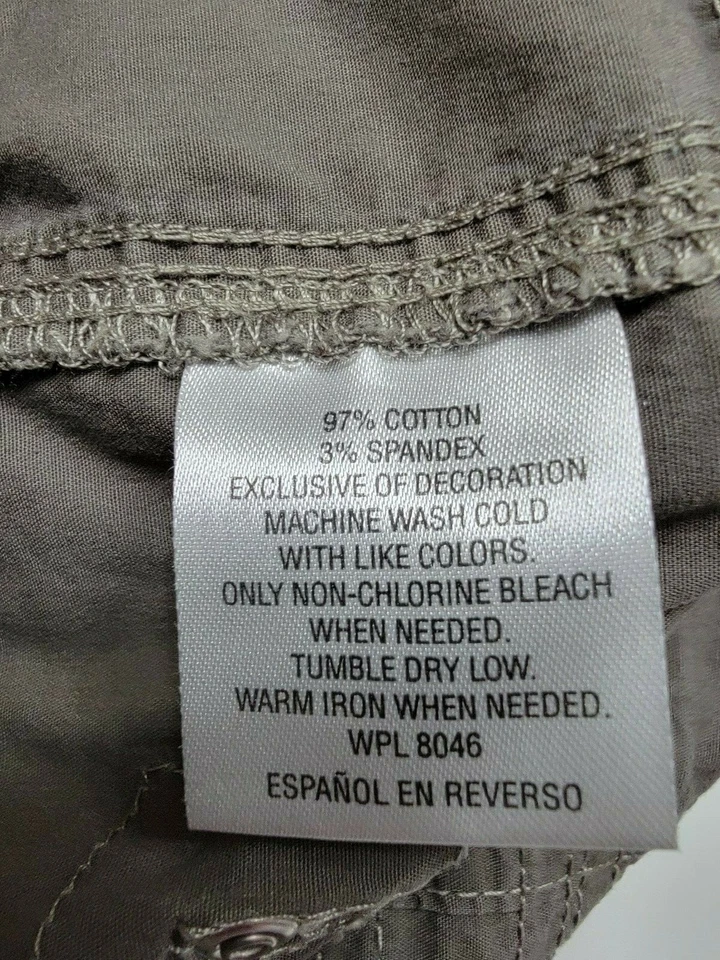 97% COTTON
3% SPANDEX
EXCLUSIVE OF DECORATION
MACHINE WASH COLD
WITH LIKE COLORS.
ONLY NON-CHLORINE BLEACH
WHEN NEEDED.
TUMBLE DRY LOW.
WARM IRON WHEN NEEDED.
WPL 8046
ESPAÑOL EN REVERSO